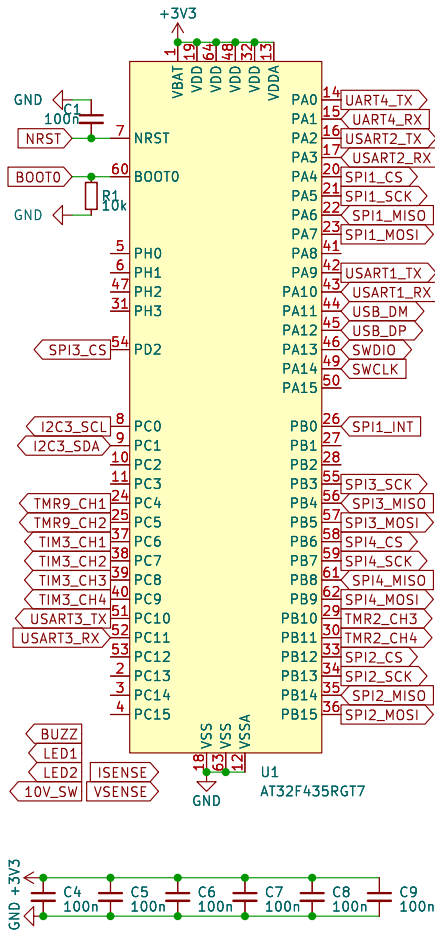 +3V3
1 19 64 48 32 13
VBAT VDD VDD VDD VDD VDDA
GND C1 100n
NRST 7 NRST
BOOT0 60 BOOT0
R1 10k
GND
5 PH0
6 PH1
47 PH2
31 PH3
SPI3_CS 54 PD2
I2C3_SCL 8 PC0
I2C3_SDA 9 PC1
10 PC2
11 PC3
TMR9_CH1 24 PC4
TMR9_CH2 25 PC5
TIM3_CH1 37 PC6
TIM3_CH2 38 PC7
TIM3_CH3 39 PC8
TIM3_CH4 40 PC9
USART3_TX 51 PC10
USART3_RX 52 PC11
53 PC12
2 PC13
3 PC14
4 PC15
PA0 14 UART4_TX
PA1 15 UART4_RX
PA2 16 USART2_TX
PA3 17 USART2_RX
PA4 20 SPI1_CS
PA5 21 SPI1_SCK
PA6 22 SPI1_MISO
PA7 23 SPI1_MOSI
PA8 41
PA9 42 USART1_TX
PA10 43 USART1_RX
PA11 44 USB_DM
PA12 45 USB_DP
PA13 46 SWDIO
PA14 49 SWCLK
PA15 50
PB0 26 SPI1_INT
PB1 27
PB2 28
PB3 55 SPI3_SCK
PB4 56 SPI3_MISO
PB5 57 SPI3_MOSI
PB6 58 SPI4_CS
PB7 59 SPI4_SCK
PB8 61 SPI4_MISO
PB9 62 SPI4_MOSI
PB10 29 TMR2_CH3
PB11 30 TMR2_CH4
PB12 33 SPI2_CS
PB13 34 SPI2_SCK
PB14 35 SPI2_MISO
PB15 36 SPI2_MOSI
VSS VSS VSSA
18 63 12
GND
U1
AT32F435RGT7
BUZZ
LED1
LED2 ISENSE
10V_SW VSENSE
+3V3
C4 C5 C6 C7 C8 C9
100n 100n 100n 100n 100n 100n
GND